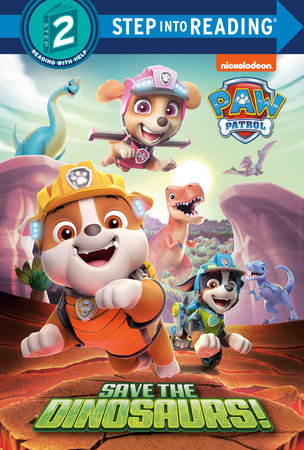 STEP INTO READING®
STEP
2
READING WITH HELP
nickelodeon
PAW
PATROL
SAVE THE
DINOSAURS!